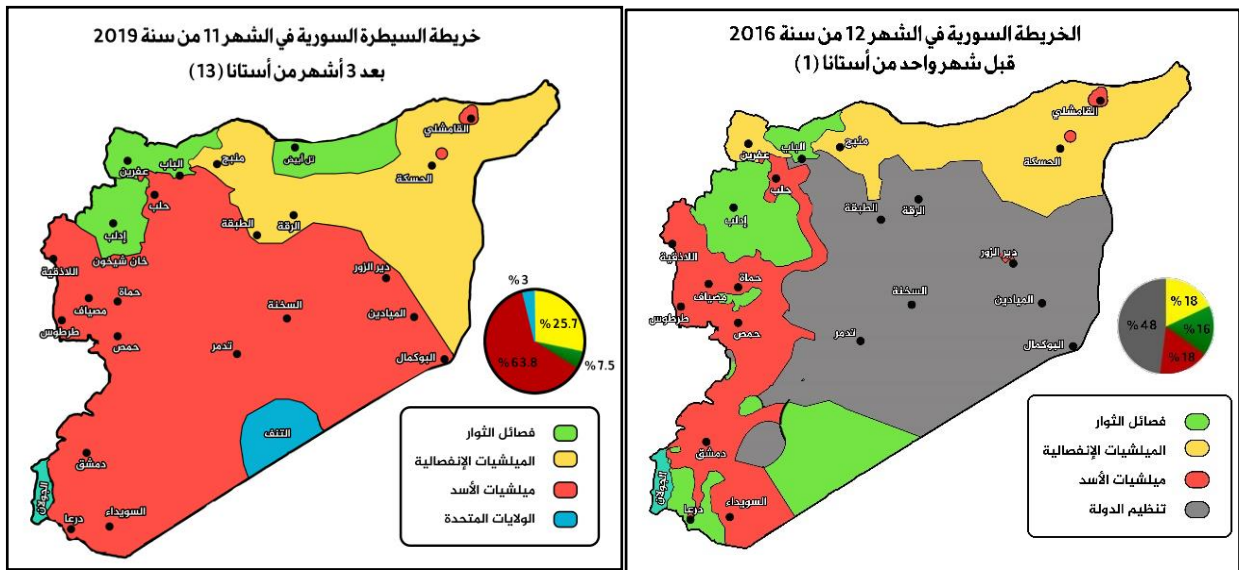 الخريطة السورية في الشهر 12 من سنة 2016
قبل شهر واحد من أستانا (1)
القامشلي
عفرين
الباب
منبج
الحسكة
حلب
إدلب
الطبقة
الرقة
اللاذقية
دير الزور
حماة
مصياف
السخنة
الميادين
طرطوس
حمص
تدمر
البوكمال
دمشق
الجولان
درعا
السويداء
% 18
% 16
% 18
% 48
فصائل الثوار
الميلشيات الإنفصالية
ميلشيات الأسد
تنظيم الدولة
خريطة السيطرة السورية في الشهر 11 من سنة 2019
بعد 3 أشهر من أستانا (13)
القامشلي
عفرين
الباب
منبج
تل أبيض
الحسكة
حلب
إدلب
الطبقة
الرقة
خان شيخون
اللاذقية
دير الزور
حماة
مصياف
السخنة
الميادين
طرطوس
حمص
تدمر
البوكمال
التنف
دمشق
الجولان
درعا
السويداء
% 3
% 25.7
% 7.5
% 63.8
فصائل الثوار
الميلشيات الإنفصالية
ميلشيات الأسد
الولايات المتحدة